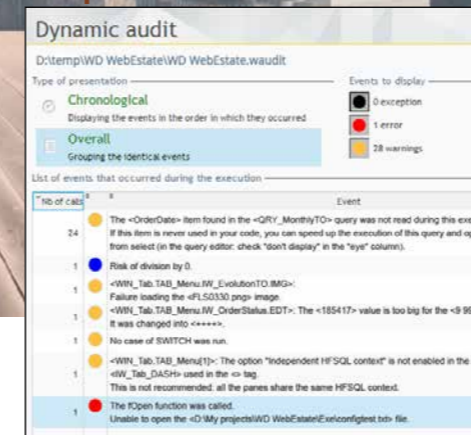 Dynamic audit
D:\temp\WD WebEstate\WD WebEstate.waudit
Type of presentation
Events to display
Chronological
0 exception
Displaying the events in the order in which they occurred
1 error
Overall
28 warnings
Grouping the identical events
List of events that occurred during the execution
Nb of calls
Event
24
The <OrderDate> item found in the <QRY_MonthlyTO> query was not read during this exe
If this item is never used in your code, you can speed up the execution of this query and op
from select (in the query editor: check "don't display" in the "eye" column).
1
Risk of division by 0.
1
<WIN_Tab.TAB_Menu.IW_EvolutionTO.IMG>:
Failure loading the <FLS0330.png> image.
1
<WIN_Tab.TAB_Menu.IW_OrderStatus.EDT>: The <185417> value is too big for the <9 99
It was changed into <++++>.
1
No case of SWITCH was run.
1
<WIN_Tab.TAB_Menu[1]>: The option "Independent HFSQL context" is not enabled in the
<IW_Tab_DASH> used in the <> tag.
This is not recommended: all the panes share the same HFSQL context.
1
The fOpen function was called.
Unable to open the <D:\My projects\WD WebEstate\Exe\configtest.txt> file.